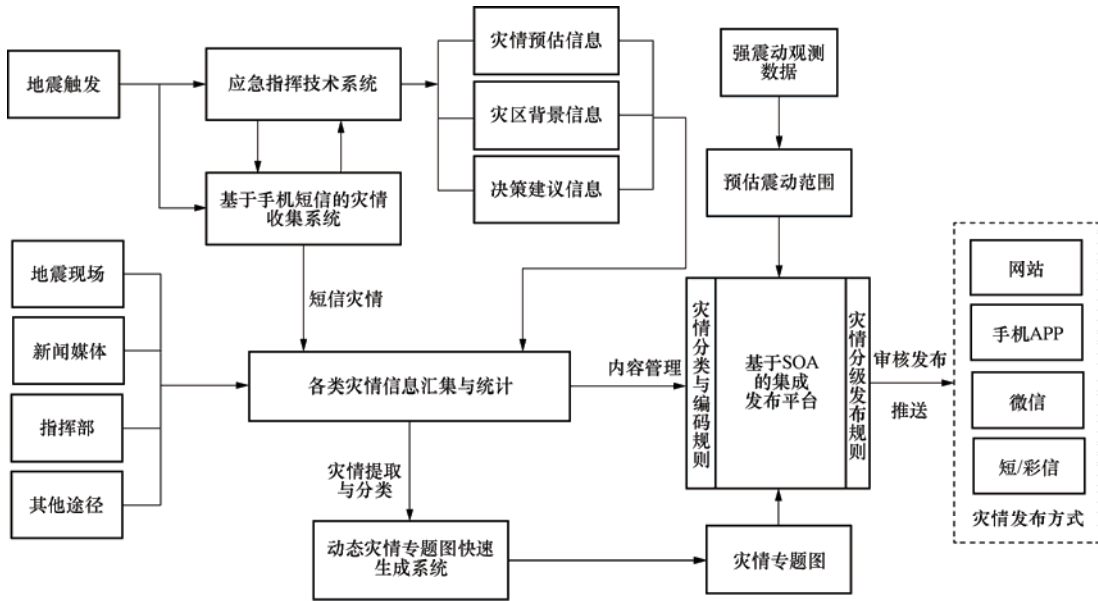 地震触发
应急指挥技术系统
基于手机短信的灾情
收集系统
灾情预估信息
灾区背景信息
决策建议信息
强震动观测
数据
预估震动范围
地震现场
新闻媒体
指挥部
其他途径
短信灾情
各类灾情信息汇集与统计
内容管理
灾情分类与编码规则
基于SOA
的集成
发布平台
灾情分级发布规则
审核发布
推送
网站
手机APP
微信
短/彩信
灾情发布方式
灾情提取
与分类
动态灾情专题图快速
生成系统
灾情专题图